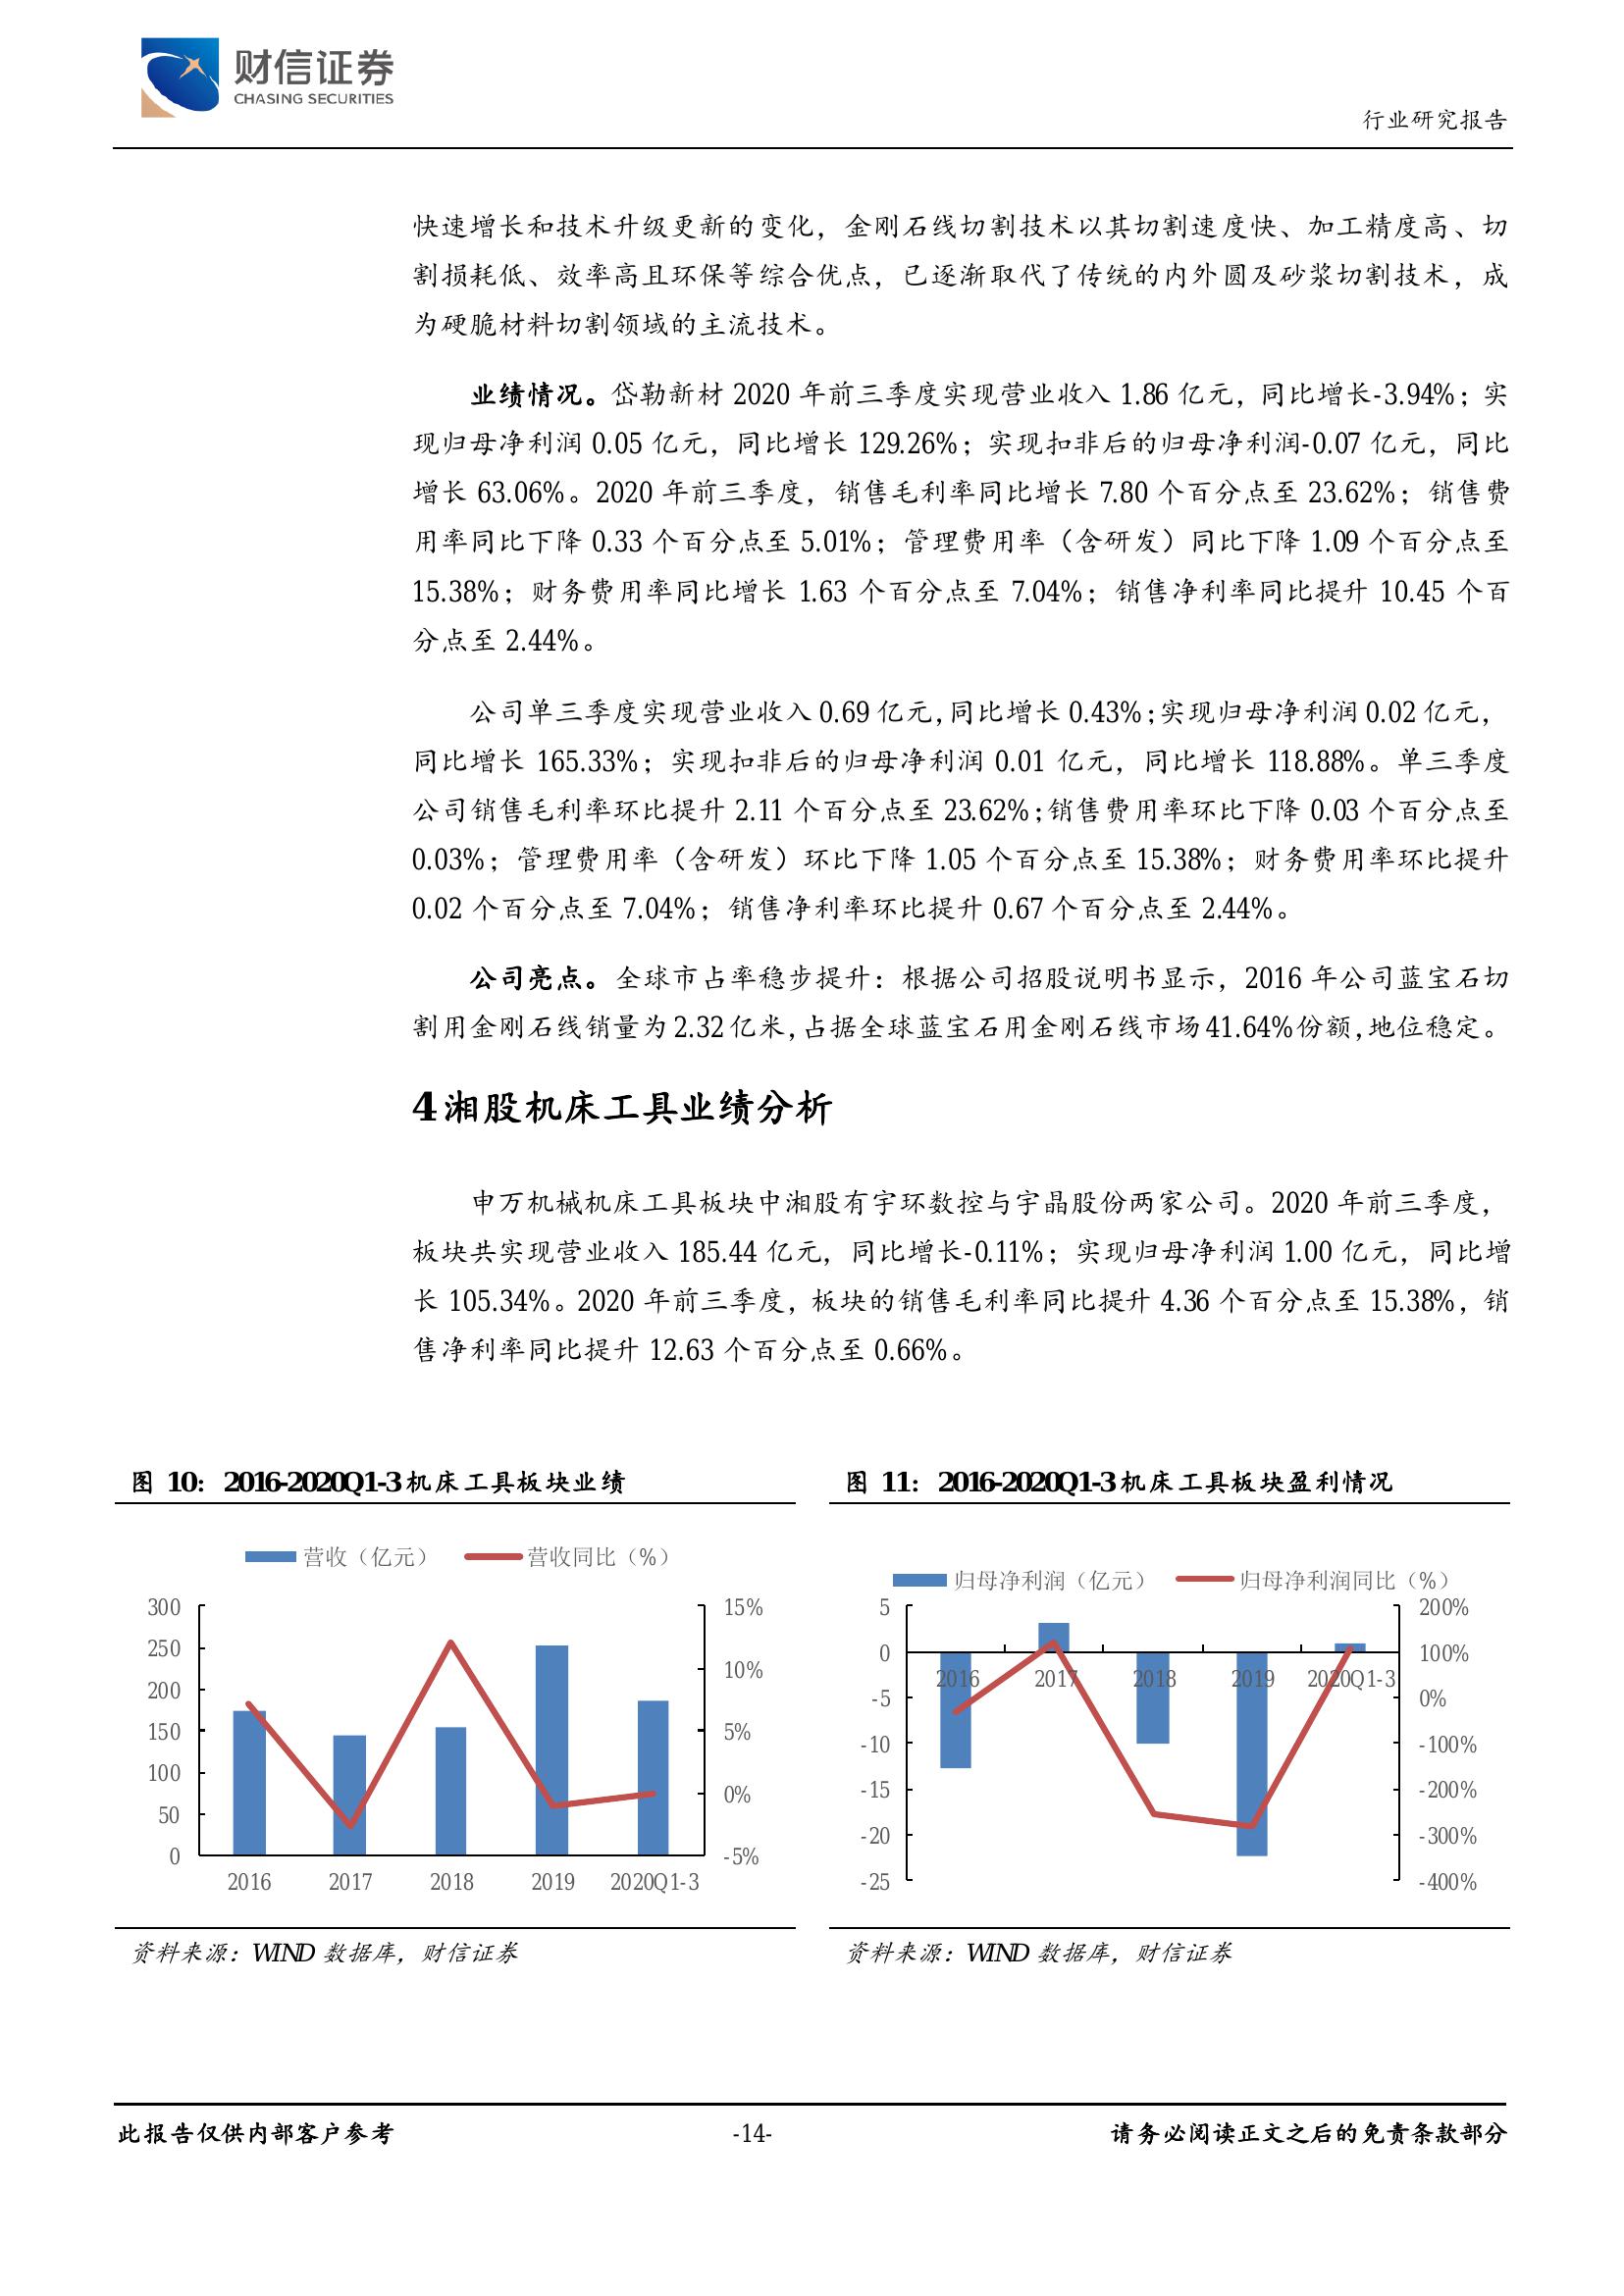 财信证券
CHASING SECURITIES
行业研究报告
快速增长和技术升级更新的变化，金刚石线切割技术以其切割速度快、加工精度高、切
割损耗低、效率高且环保等综合优点，已逐渐取代了传统的内外圆及砂浆切割技术，成
为硬脆材料切割领域的主流技术。
业绩情况。岱勒新材 2020 年前三季度实现营业收入 1.86 亿元，同比增长-3.94%；实
现归母净利润 0.05 亿元，同比增长 129.26%；实现扣非后的归母净利润-0.07 亿元，同比
增长 63.06%。2020 年前三季度，销售毛利率同比增长 7.80 个百分点至 23.62%；销售费
用率同比下降 0.33 个百分点至 5.01%；管理费用率（含研发）同比下降 1.09 个百分点至
15.38%；财务费用率同比增长 1.63 个百分点至 7.04%；销售净利率同比提升 10.45 个百
分点至 2.44%。
公司单三季度实现营业收入 0.69 亿元，同比增长 0.43%；实现归母净利润 0.02 亿元，
同比增长 165.33%；实现扣非后的归母净利润 0.01 亿元，同比增长 118.88%。单三季度
公司销售毛利率环比提升 2.11 个百分点至 23.62%；销售费用率环比下降 0.03 个百分点至
0.03%；管理费用率（含研发）环比下降 1.05 个百分点至 15.38%；财务费用率环比提升
0.02 个百分点至 7.04%；销售净利率环比提升 0.67 个百分点至 2.44%。
公司亮点。全球市占率稳步提升：根据公司招股说明书显示，2016 年公司蓝宝石切
割用金刚石线销量为 2.32 亿米，占据全球蓝宝石用金刚石线市场 41.64%份额，地位稳定。
4 湘股机床工具业绩分析
申万机械机床工具板块中湘股有宇环数控与宇晶股份两家公司。2020 年前三季度，
板块共实现营业收入 185.44 亿元，同比增长-0.11%；实现归母净利润 1.00 亿元，同比增
长 105.34%。2020 年前三季度，板块的销售毛利率同比提升 4.36 个百分点至 15.38%，销
售净利率同比提升 12.63 个百分点至 0.66%。
图 10：2016-2020Q1-3 机床工具板块业绩
营收（亿元） 营收同比（%）
300 15%
250
200 10%
150 5%
100
50 0%
0 -5%
2016 2017 2018 2019 2020Q1-3
资料来源：WIND 数据库，财信证券
图 11：2016-2020Q1-3 机床工具板块盈利情况
归母净利润（亿元） 归母净利润同比（%）
5 200%
0 100%
2016 2017 2018 2019 2020Q1-3
-5 0%
-10 -100%
-15 -200%
-20 -300%
-25 -400%
资料来源：WIND 数据库，财信证券
此报告仅供内部客户参考 -14- 请务必阅读正文之后的免责条款部分